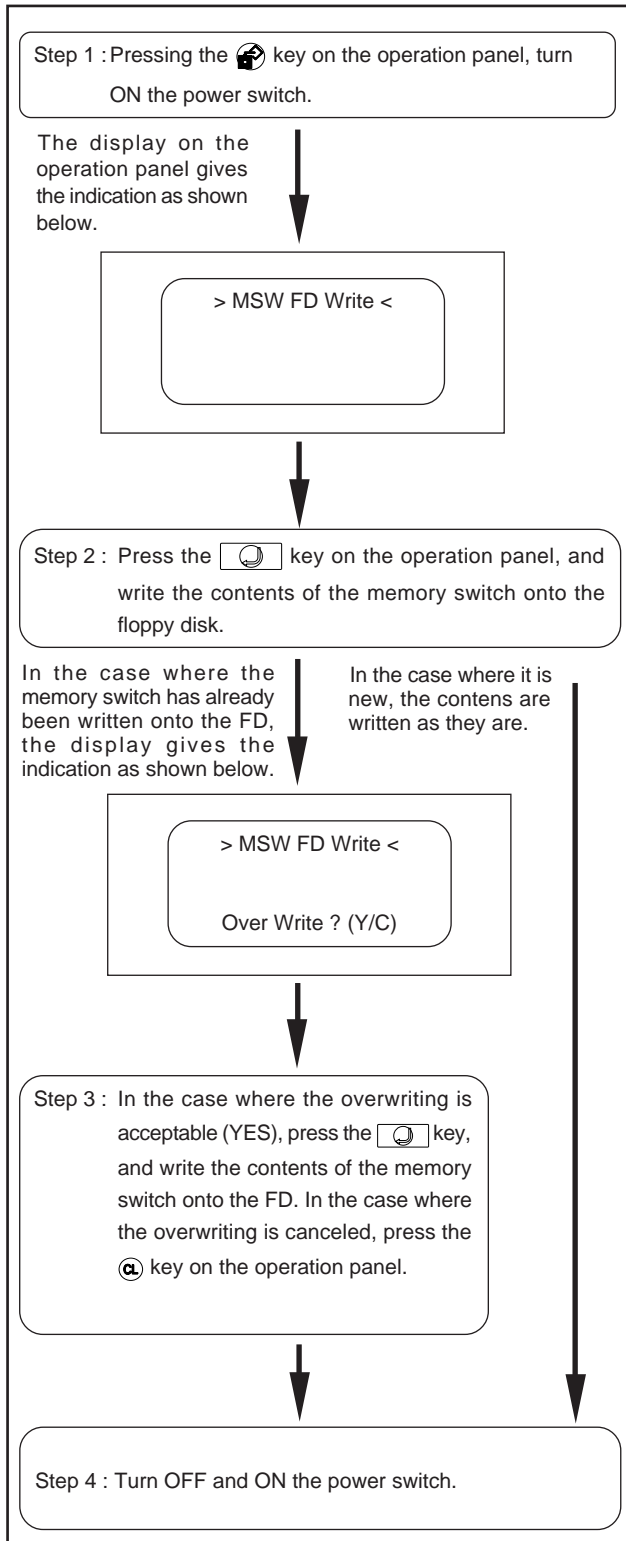 Step 1 : Pressing the key on the operation panel, turn
ON the power switch.
The display on the
operation panel gives
the indication as shown
below.
> MSW FD Write <
Step 2 : Press the key on the operation panel, and
write the contents of the memory switch onto the
floppy disk.
In the case where the
memory switch has already
been written onto the FD,
the display gives the
indication as shown below.
In the case where it is
new, the contens are
written as they are.
> MSW FD Write <
Over Write ? (Y/C)
Step 3 : In the case where the overwriting is
acceptable (YES), press the key,
and write the contents of the memory
switch onto the FD. In the case where
the overwriting is canceled, press the
CL key on the operation panel.
Step 4 : Turn OFF and ON the power switch.